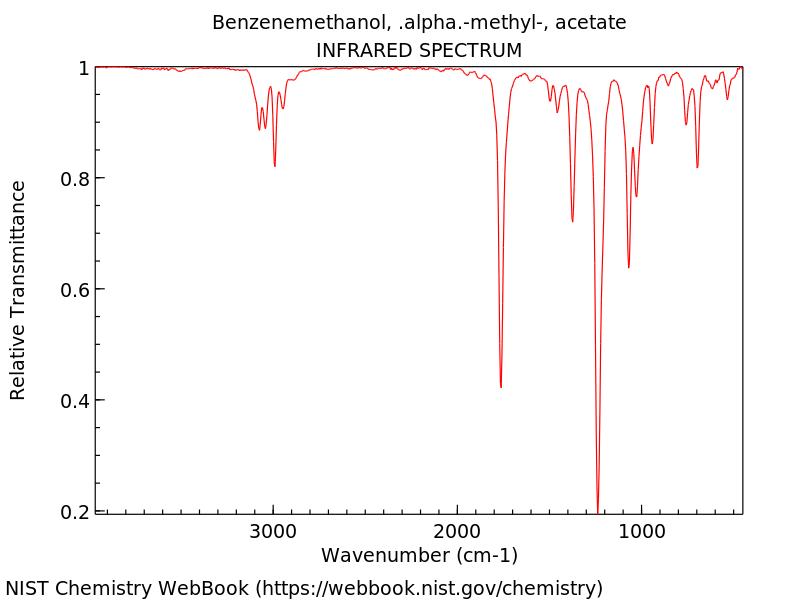 Benzenemethanol, .alpha.-methyl-, acetate
INFRARED SPECTRUM
1
0.8
0.6
0.4
0.2
Relative Transmittance
3000 2000 1000
Wavenumber (cm-1)
NIST Chemistry WebBook (https://webbook.nist.gov/chemistry)